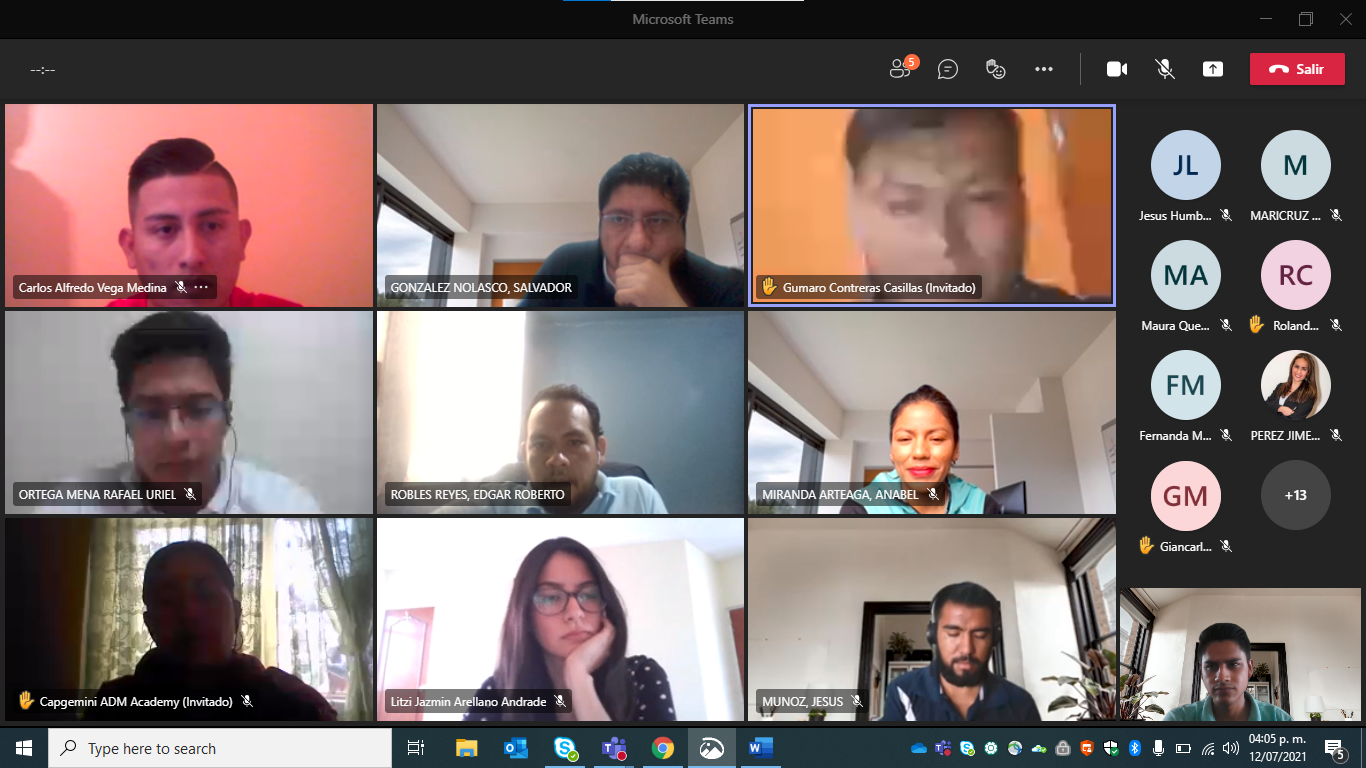 Microsoft Teams
--:--
5
Salir
Carlos Alfredo Vega Medina
GONZALEZ NOLASCO, SALVADOR
Gumaro Contreras Casillas (Invitado)
ORTEGA MENA RAFAEL URIEL
ROBLES REYES, EDGAR ROBERTO
MIRANDA ARTEAGA, ANABEL
Capgemini ADM Academy (Invitado)
Litzi Jazmin Arellano Andrade
MUNOZ, JESUS
JL
M
Jesus Humb...
MARICRUZ ...
MA
RC
Maura Que...
Roland...
FM
Fernanda M...
PEREZ JIME...
GM
+13
Giancarl...
Type here to search
04:05 p. m.
12/07/2021
5